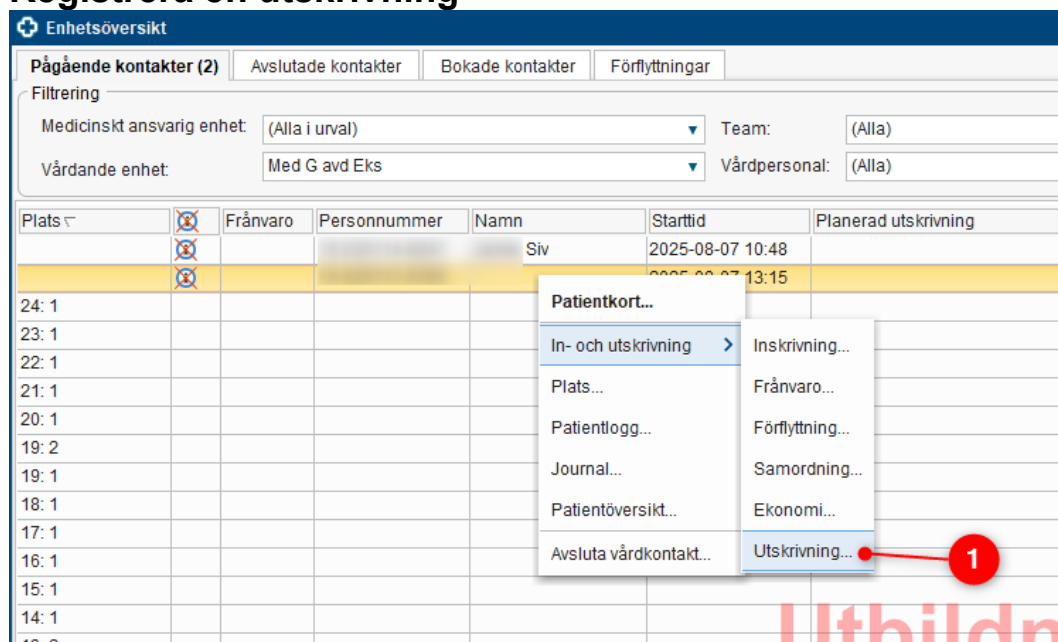 Registrera en utskrivning
Enhetsöversikt
Pågående kontakter (2) Avslutade kontakter Bokade kontakter Förflyttningar
Filtrering
Medicinskt ansvarig enhet: (Alla i urval) Team: (Alla)
Vårdande enhet: Med G avd Eks Vårdpersonal: (Alla)
Plats Frånvaro Personnummer Namn Starttid Planerad utskrivning
Siv 2025-08-07 10:48
13:15
24: 1
Patientkort...
23: 1
In- och utskrivning Inskrivning...
22: 1
21: 1
Plats... Frånvaro...
20: 1
Patientlogg... Förflyttning...
19: 2
19: 1
Journal... Samordning...
18: 1
Patientöversikt... Ekonomi...
17: 1
16: 1
Avsluta vårdkontakt... Utskrivning... 1
15: 1
14: 1